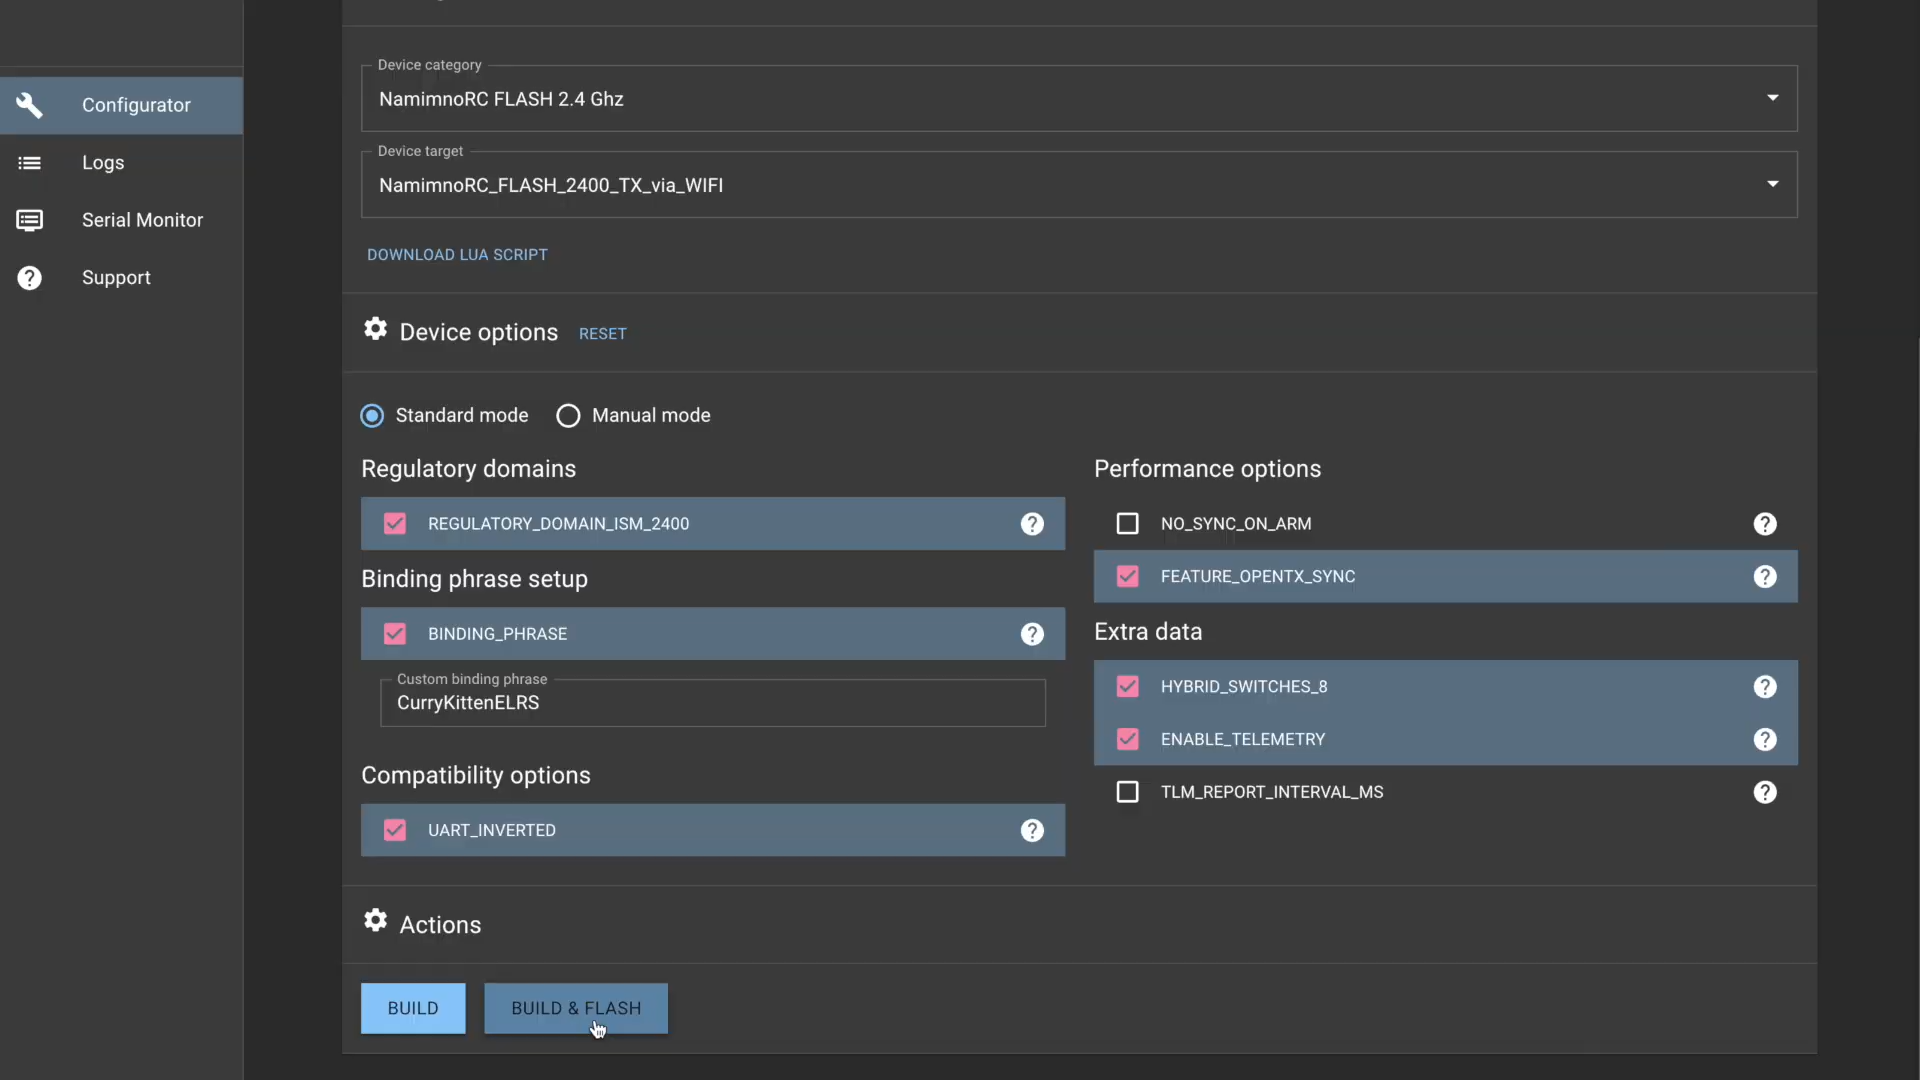 Configurator
Logs
Serial Monitor
Support
Device category
NamimnoRC FLASH 2.4 Ghz
Device target
NamimnoRC_FLASH_2400_TX_via_WIFI
DOWNLOAD LUA SCRIPT
Device options RESET
Standard mode Manual mode
Regulatory domains
REGULATORY_DOMAIN_ISM_2400
Binding phrase setup
BINDING_PHRASE
Custom binding phrase
CurryKittenELRS
Compatibility options
UART_INVERTED
Performance options
NO_SYNC_ON_ARM
FEATURE_OPENTX_SYNC
Extra data
HYBRID_SWITCHES_8
ENABLE_TELEMETRY
TLM_REPORT_INTERVAL_MS
Actions
BUILD BUILD & FLASH